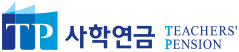 TP 사학연금 TEACHERS'
PENSION